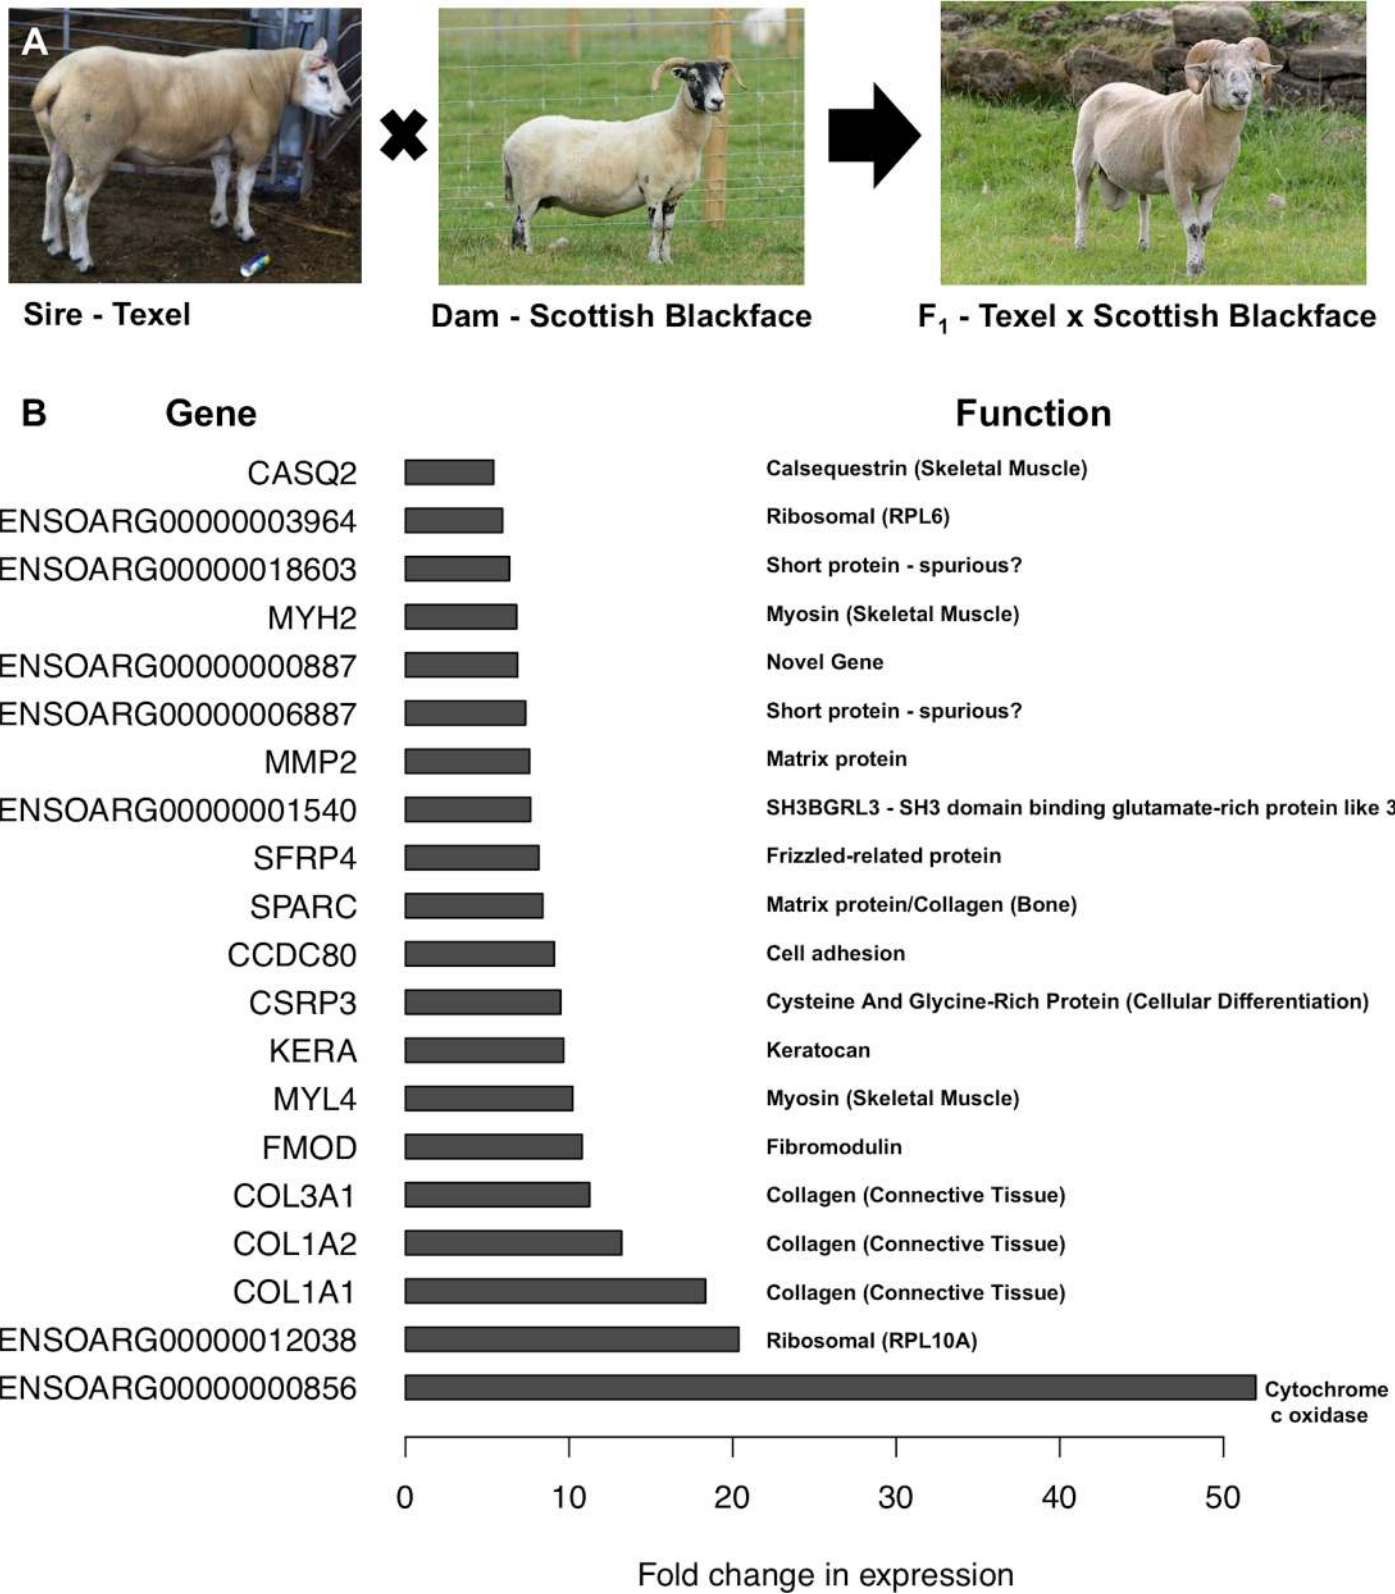 A
Sire - Texel
Dam - Scottish Blackface
F₁ - Texel x Scottish Blackface
B Gene Function
CASQ2 Calsequestrin (Skeletal Muscle)
ENSOARG00000003964 Ribosomal (RPL6)
ENSOARG00000018603 Short protein - spurious?
MYH2 Myosin (Skeletal Muscle)
ENSOARG00000000887 Novel Gene
ENSOARG00000006887 Short protein - spurious?
MMP2 Matrix protein
ENSOARG00000001540 SH3BGRL3 - SH3 domain binding glutamate-rich protein like 3
SFRP4 Frizzled-related protein
SPARC Matrix protein/Collagen (Bone)
CCDC80 Cell adhesion
CSRP3 Cysteine And Glycine-Rich Protein (Cellular Differentiation)
KERA Keratocan
MYL4 Myosin (Skeletal Muscle)
FMOD Fibromodulin
COL3A1 Collagen (Connective Tissue)
COL1A2 Collagen (Connective Tissue)
COL1A1 Collagen (Connective Tissue)
ENSOARG00000012038 Ribosomal (RPL10A)
ENSOARG00000000856 Cytochrome
c oxidase
0 10 20 30 40 50
Fold change in expression